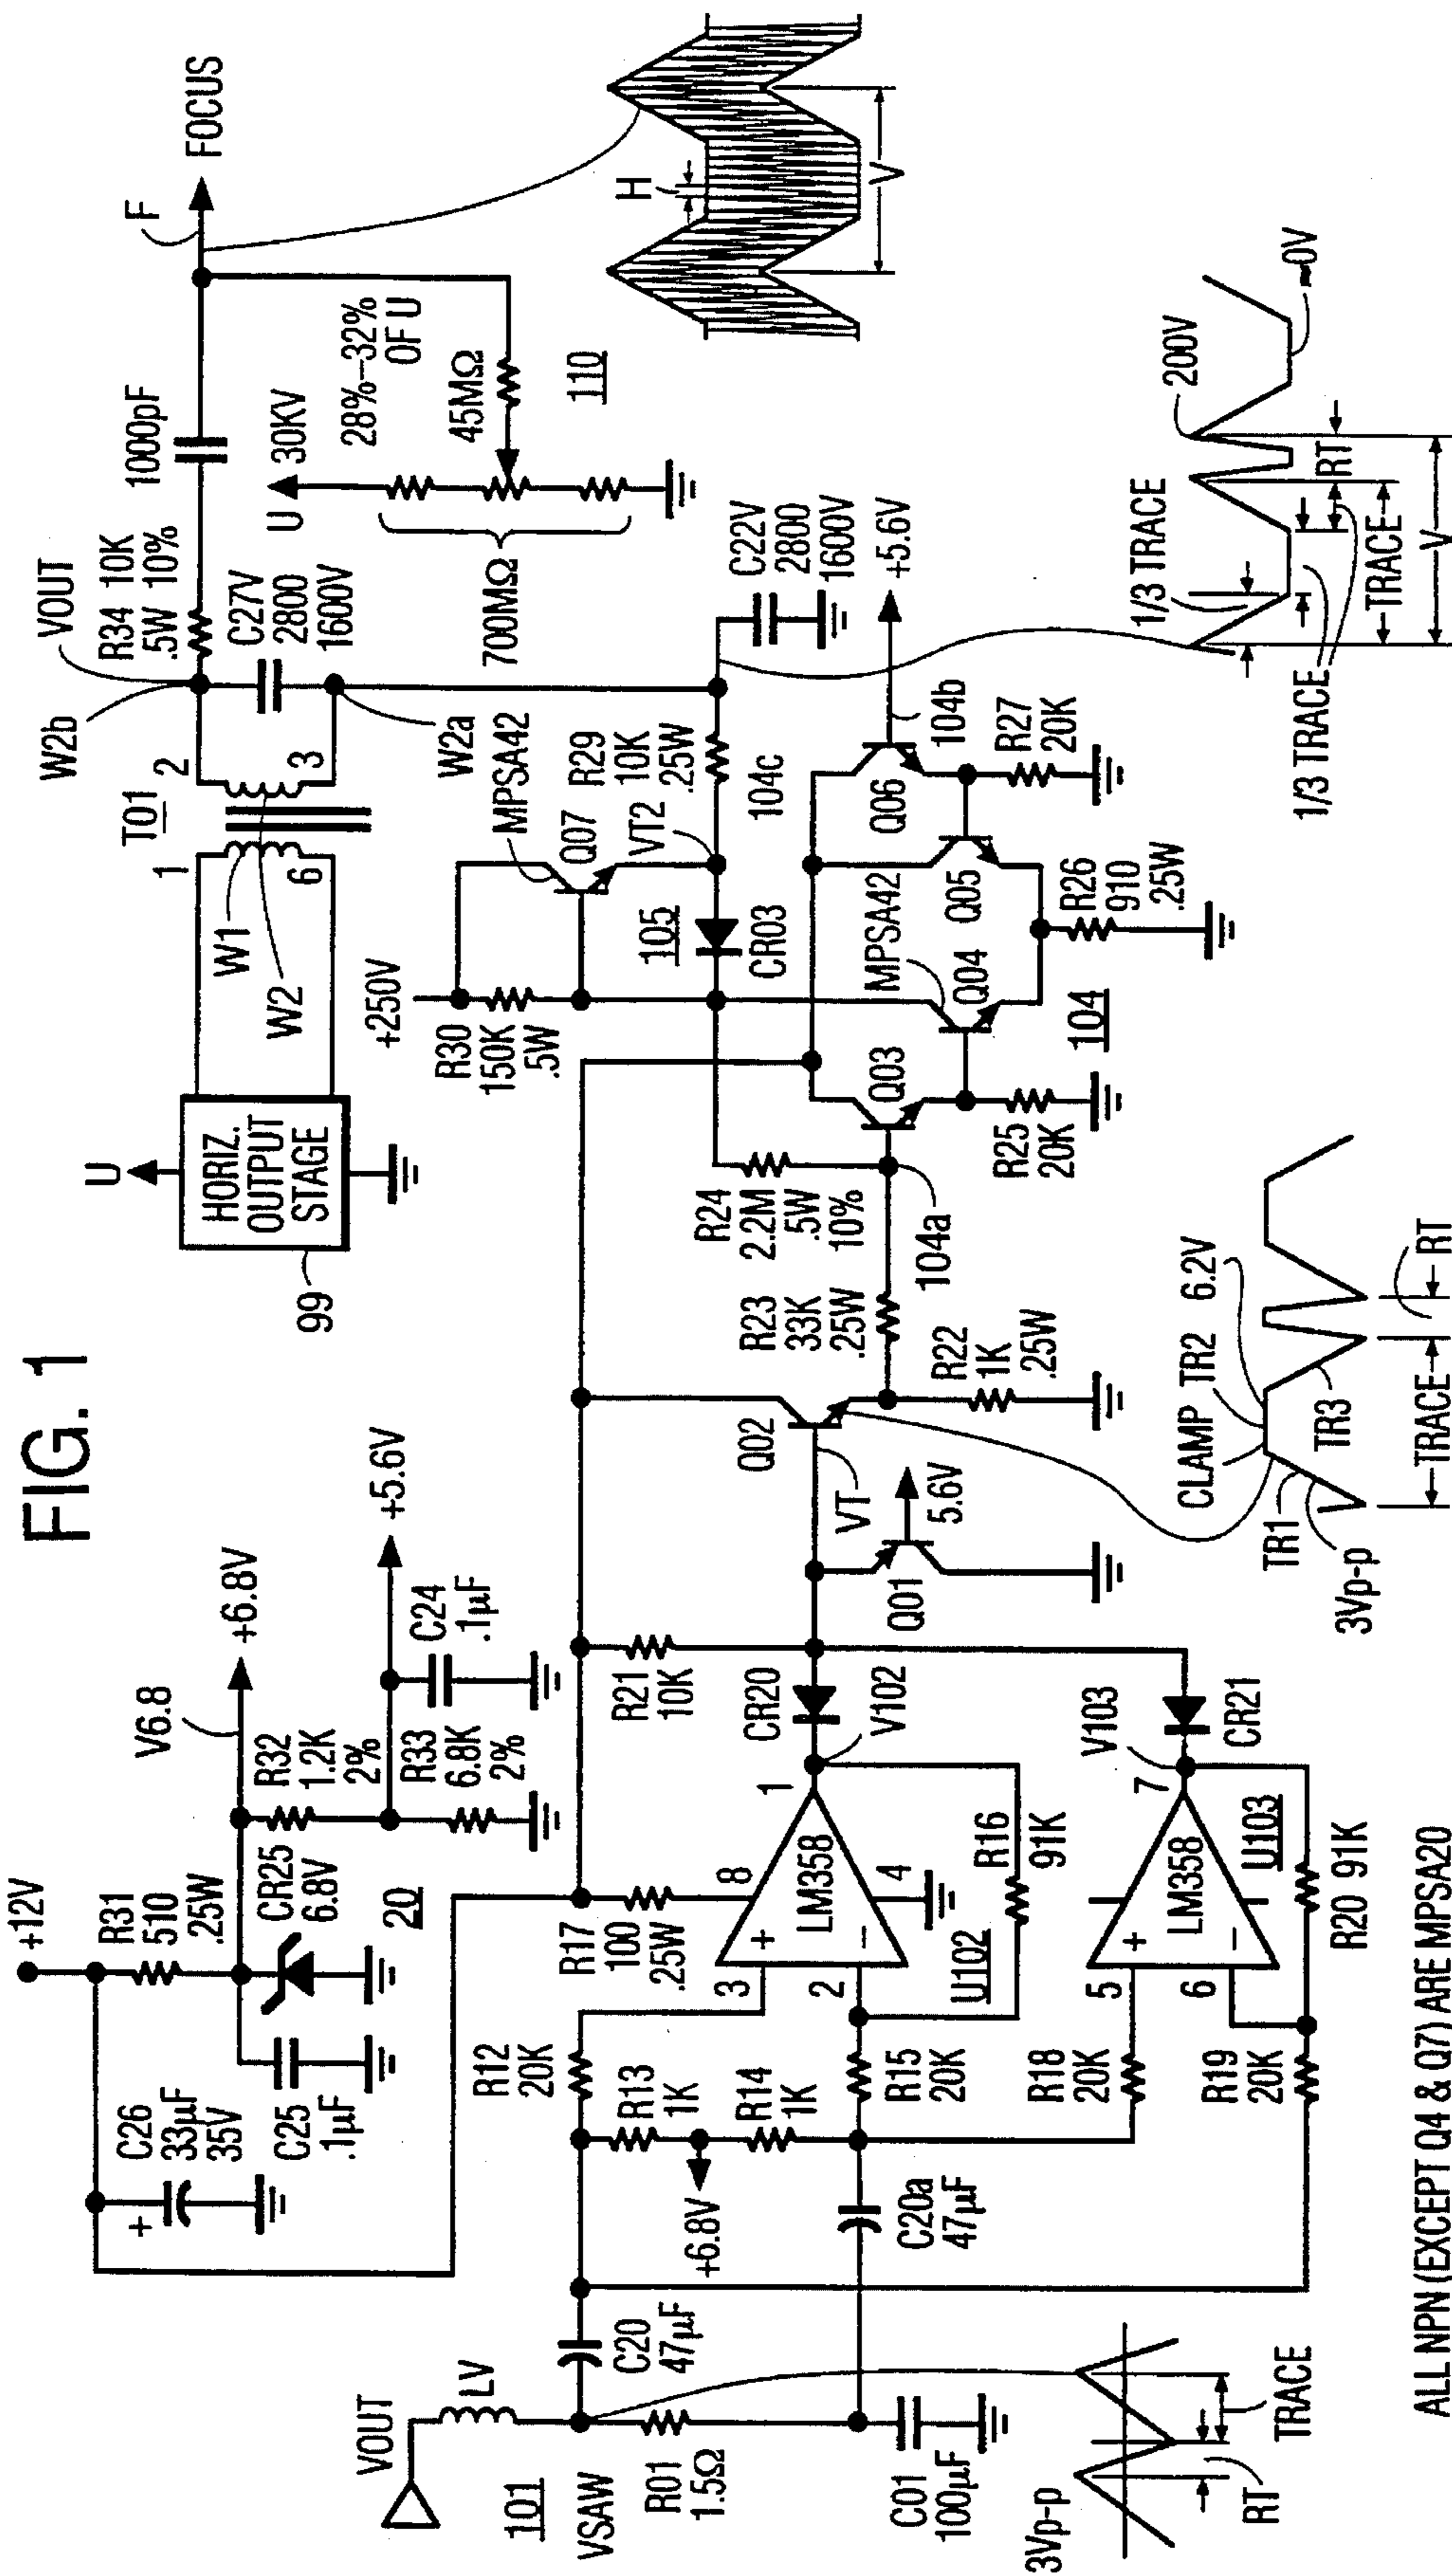 FIG. 1
+12V
R31
510
.25W
C26
33µF
35V
+
C25
.1µF
CR25
6.8V
20
V6.8
+6.8V
R32
1.2K
2%
R33
6.8K
2%
C24
.1µF
+5.6V
U
HORIZ.
OUTPUT
STAGE
99
T01
1
6
2
3
W1
W2
W2b
W2a
VOUT
R34 10K
.5W 10%
C27V
2800
1600V
1000pF
F
FOCUS
U
30KV
28%–32%
OF U
45MΩ
700MΩ
110
H
V
+250V
R30
150K
.5W
MPSA42
Q07
VT2
105
CR03
R29
10K
.25W
104c
C22V
2800
1600V
+5.6V
104b
Q06
R27
20K
Q05
MPSA42
Q04
R26
910
.25W
104
Q03
R25
20K
R24
2.2M
.5W
10%
104a
R23
33K
.25W
R22
1K
.25W
Q02
VT
Q01
5.6V
R21
10K
CR20
V102
CR21
V103
R17
100
.25W
8
1
3
+
2
−
4
LM358
U102
R16
91K
7
5
+
6
−
LM358
U103
R20 91K
R12
20K
R13
1K
R14
1K
+6.8V
R15
20K
R18
20K
R19
20K
C20
47µF
C20a
47µF
VOUT
LV
101
VSAW
R01
1.5Ω
C01
100µF
3Vp-p
RT
TRACE
3Vp-p
TR1
CLAMP
TR2
6.2V
TR3
TRACE
RT
200V
≈0V
1/3 TRACE
1/3 TRACE
RT
TRACE
V
ALL NPN (EXCEPT Q4 & Q7) ARE MPSA20